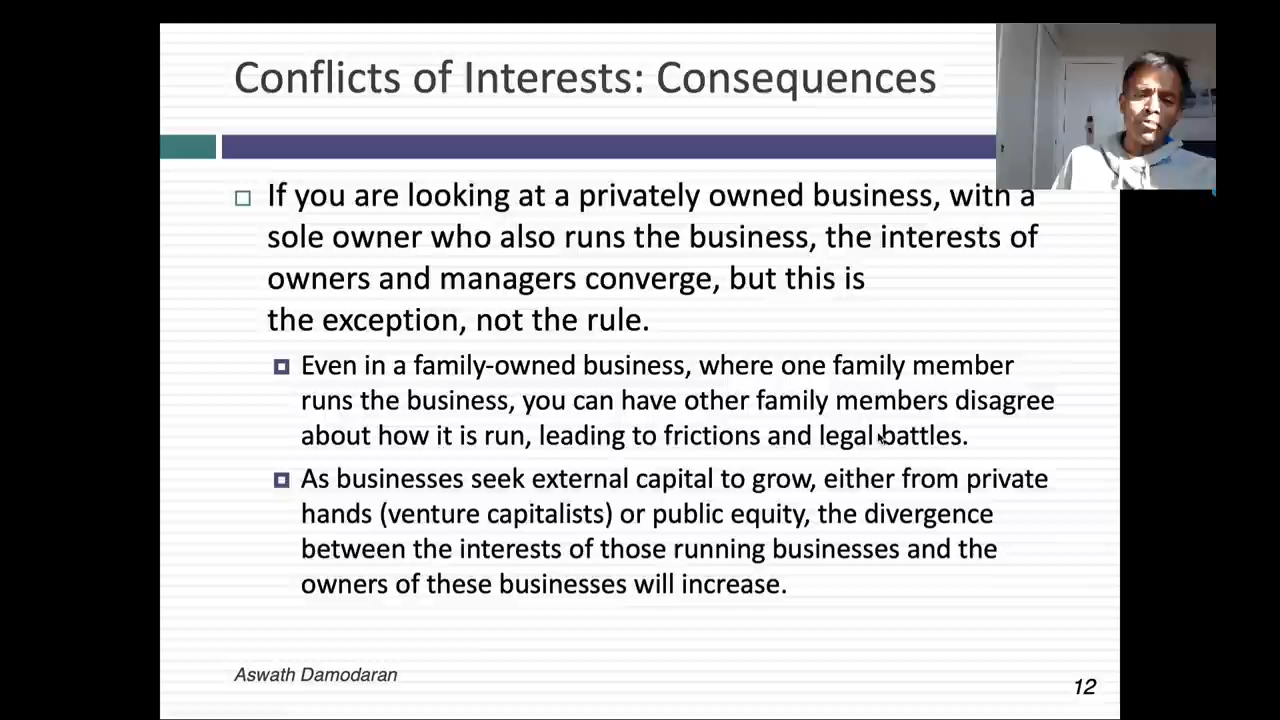 Conflicts of Interests: Consequences
If you are looking at a privately owned business, with a
sole owner who also runs the business, the interests of
owners and managers converge, but this is
the exception, not the rule.
Even in a family-owned business, where one family member
runs the business, you can have other family members disagree
about how it is run, leading to frictions and legal battles.
As businesses seek external capital to grow, either from private
hands (venture capitalists) or public equity, the divergence
between the interests of those running businesses and the
owners of these businesses will increase.
Aswath Damodaran
12